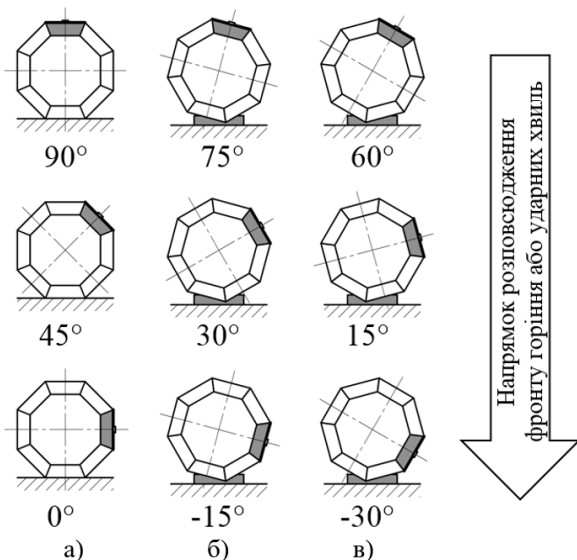 90° 75° 60°
45° 30° 15°
0° -15° -30°
а) б) в)
Напрямок розповсюдження
фронту горіння або ударних хвиль